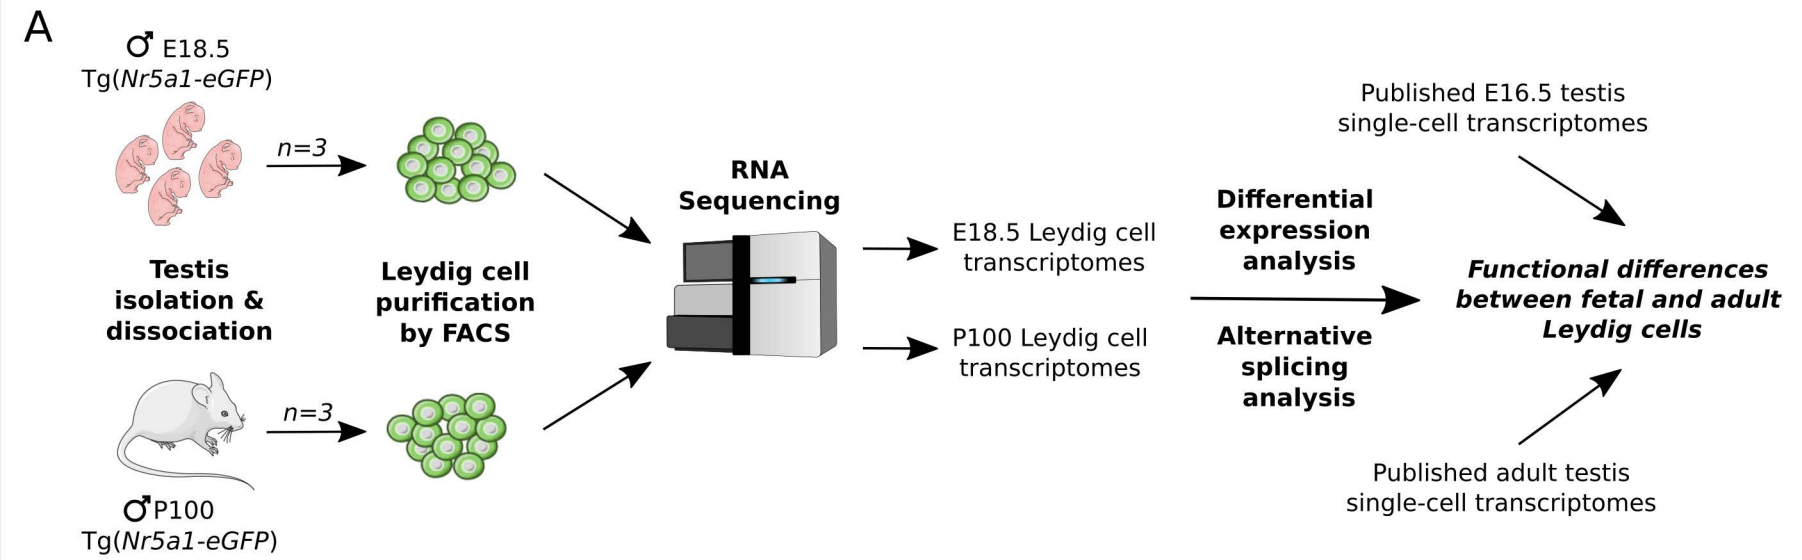 A
♂ E18.5
Tg(Nr5a1-eGFP)
n=3
Testis
isolation &
dissociation
Leydig cell
purification
by FACS
n=3
♂P100
Tg(Nr5a1-eGFP)
RNA
Sequencing
E18.5 Leydig cell
transcriptomes
P100 Leydig cell
transcriptomes
Differential
expression
analysis
Alternative
splicing
analysis
Published E16.5 testis
single-cell transcriptomes
Functional differences
between fetal and adult
Leydig cells
Published adult testis
single-cell transcriptomes